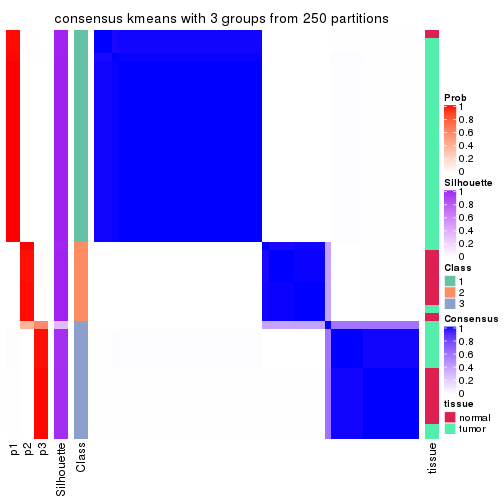 consensus kmeans with 3 groups from 250 partitions
Prob
1
0.8
0.6
0.4
0.2
0
Silhouette
1
0.8
0.6
0.4
0.2
0
Class
1
2
3
Consensus
1
0.8
0.6
0.4
0.2
0
tissue
normal
tumor
p1
p2
p3
Silhouette
Class
tissue